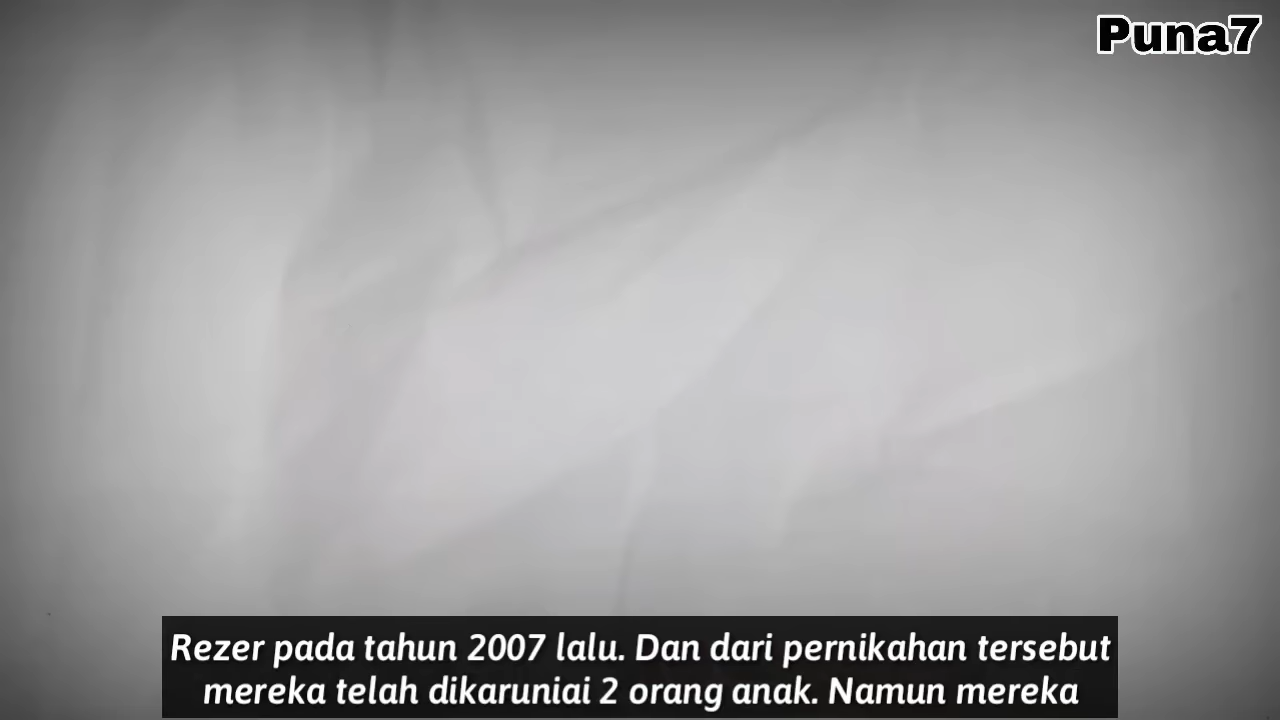 Puna7
Rezer pada tahun 2007 lalu. Dan dari pernikahan tersebut
mereka telah dikaruniai 2 orang anak. Namun mereka